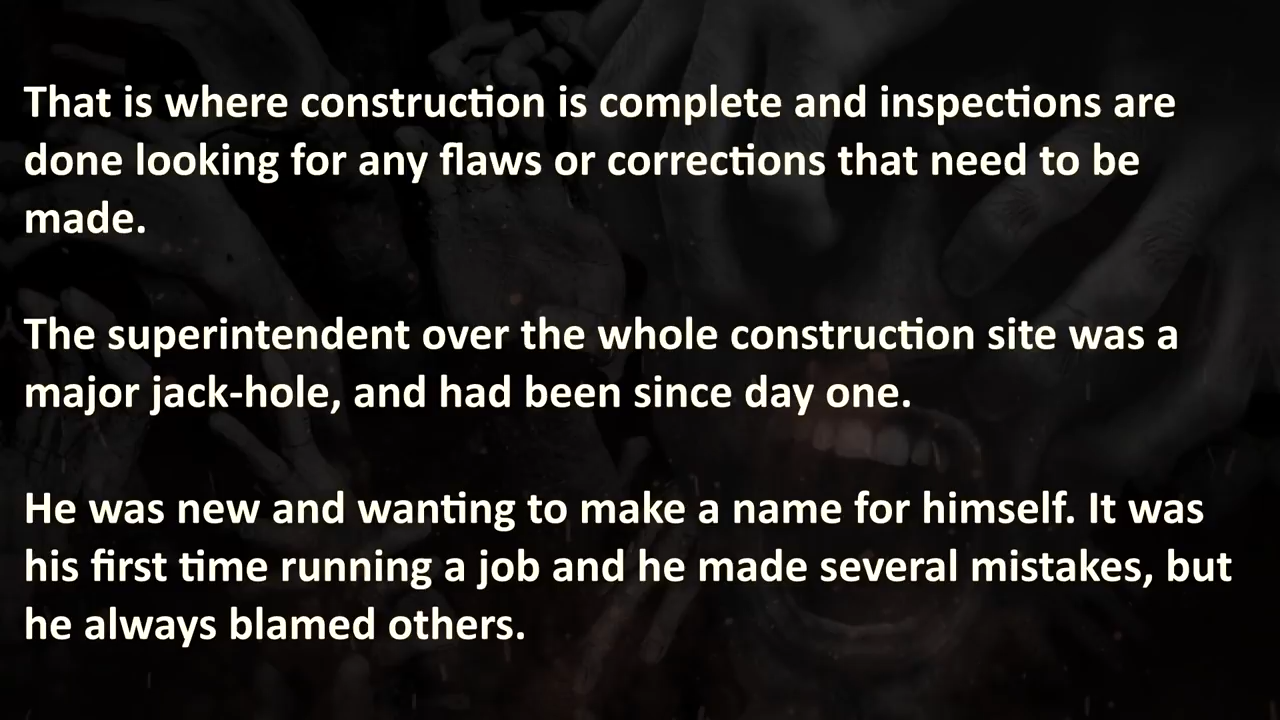 That is where construction is complete and inspections are
done looking for any flaws or corrections that need to be
made.
The superintendent over the whole construction site was a
major jack-hole, and had been since day one.
He was new and wanting to make a name for himself. It was
his first time running a job and he made several mistakes, but
he always blamed others.